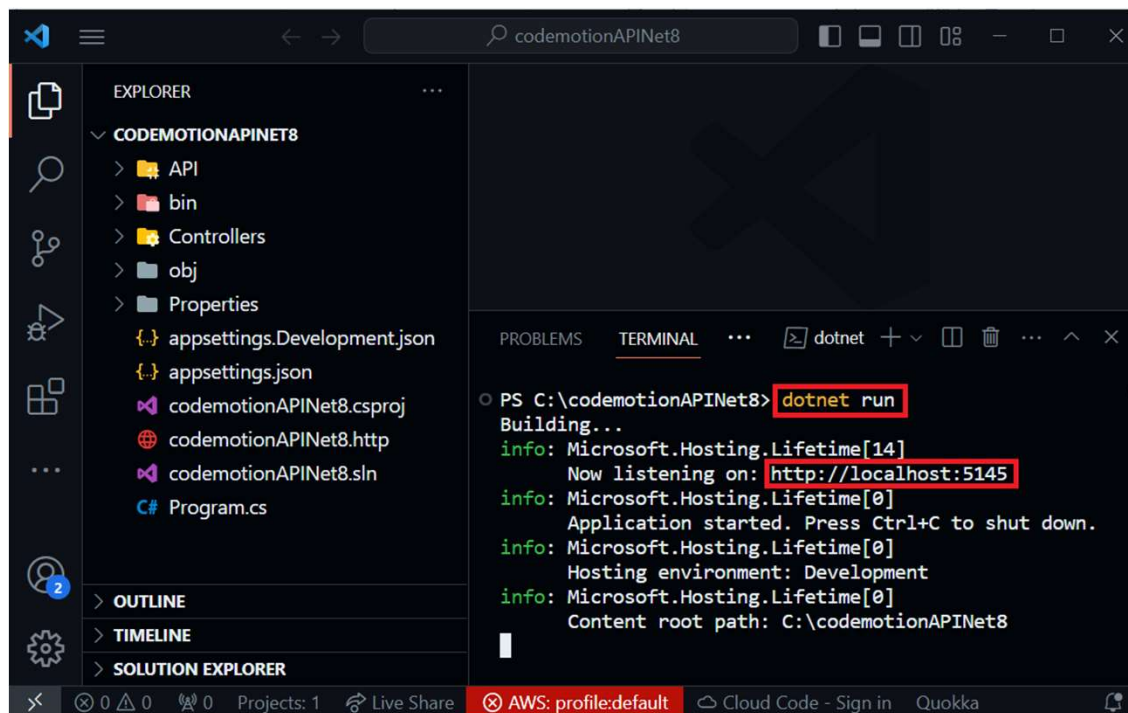 codemotionAPINet8
EXPLORER
CODEMOTIONAPINET8
API
bin
Controllers
obj
Properties
appsettings.Development.json
appsettings.json
codemotionAPINet8.csproj
codemotionAPINet8.http
codemotionAPINet8.sln
C# Program.cs
OUTLINE
TIMELINE
SOLUTION EXPLORER
2
PROBLEMS TERMINAL ··· dotnet
PS C:\codemotionAPINet8> dotnet run
Building...
info: Microsoft.Hosting.Lifetime[14]
Now listening on: http://localhost:5145
info: Microsoft.Hosting.Lifetime[0]
Application started. Press Ctrl+C to shut down.
info: Microsoft.Hosting.Lifetime[0]
Hosting environment: Development
info: Microsoft.Hosting.Lifetime[0]
Content root path: C:\codemotionAPINet8
0 0 0 Projects: 1 Live Share AWS: profile:default Cloud Code - Sign in Quokka